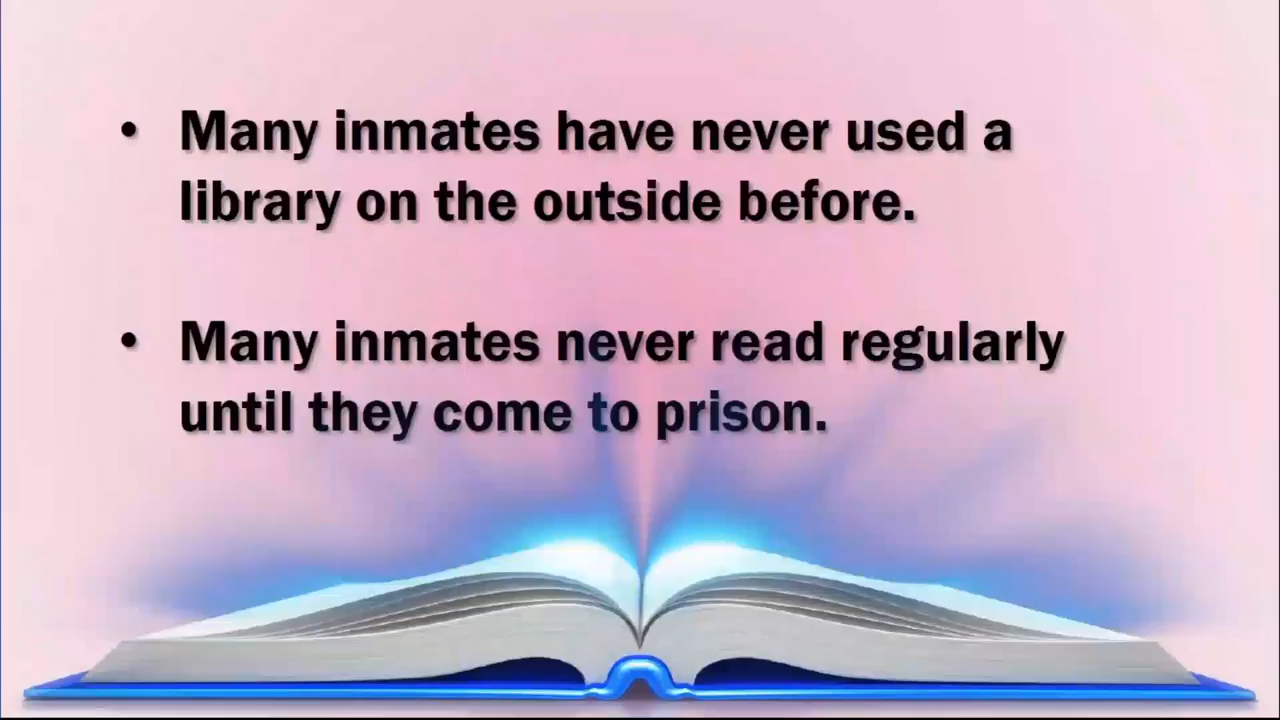 • Many inmates have never used a
library on the outside before.
• Many inmates never read regularly
until they come to prison.